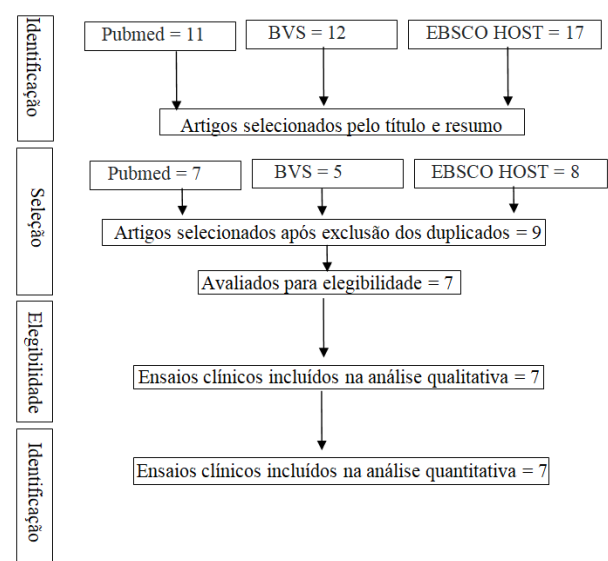 Identificação
Pubmed = 11
BVS = 12
EBSCO HOST = 17
Artigos selecionados pelo título e resumo
Seleção
Pubmed = 7
BVS = 5
EBSCO HOST = 8
Artigos selecionados após exclusão dos duplicados = 9
Avaliados para elegibilidade = 7
Elegibilidade
Ensaios clínicos incluídos na análise qualitativa = 7
Identificação
Ensaios clínicos incluídos na análise quantitativa = 7